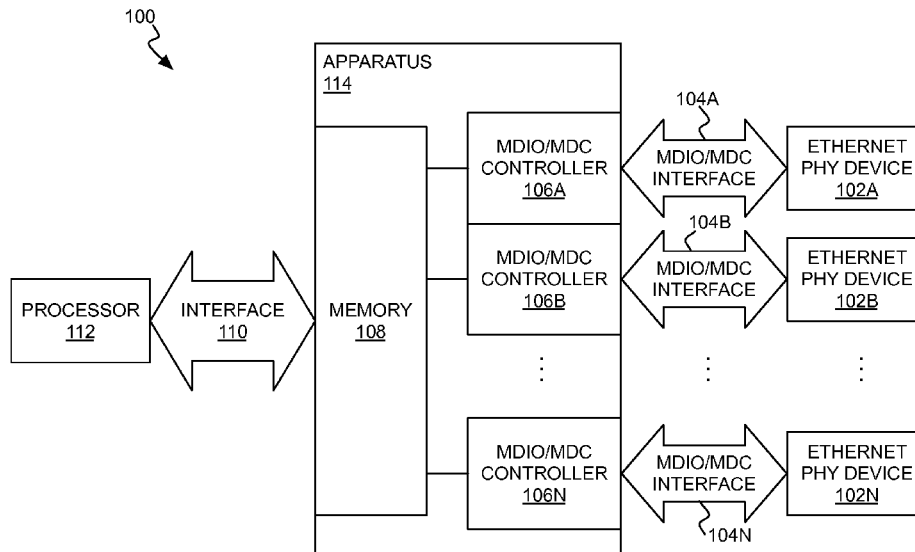 100
APPARATUS
114
104A
MDIO/MDC
CONTROLLER
106A
MDIO/MDC
INTERFACE
ETHERNET
PHY DEVICE
102A
104B
MDIO/MDC
CONTROLLER
106B
MDIO/MDC
INTERFACE
ETHERNET
PHY DEVICE
102B
PROCESSOR
112
INTERFACE
110
MEMORY
108
MDIO/MDC
CONTROLLER
106N
MDIO/MDC
INTERFACE
ETHERNET
PHY DEVICE
102N
104N